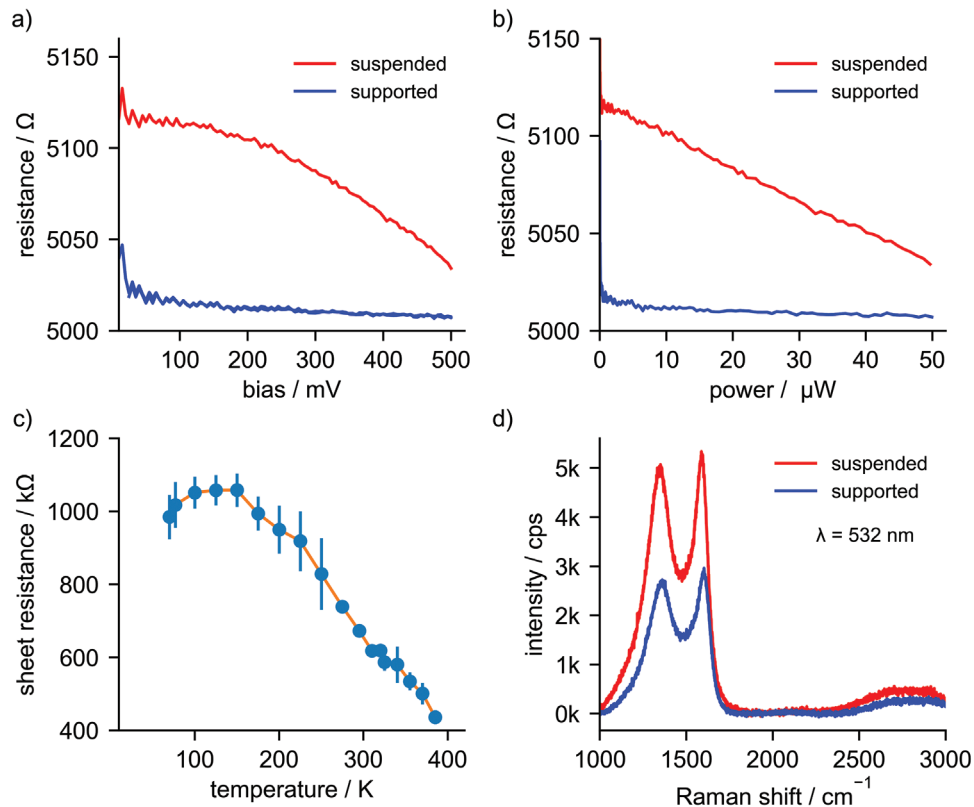 a)
5150
5100
5050
5000
resistance / Ω
suspended
supported
100
200
300
400
500
bias / mV
b)
5150
5100
5050
5000
resistance / Ω
suspended
supported
0
10
20
30
40
50
power / μW
c)
1200
1000
800
600
400
sheet resistance / kΩ
100
200
300
400
temperature / K
d)
5k
4k
3k
2k
1k
0k
intensity / cps
suspended
supported
λ = 532 nm
1000
1500
2000
2500
3000
Raman shift / cm⁻¹